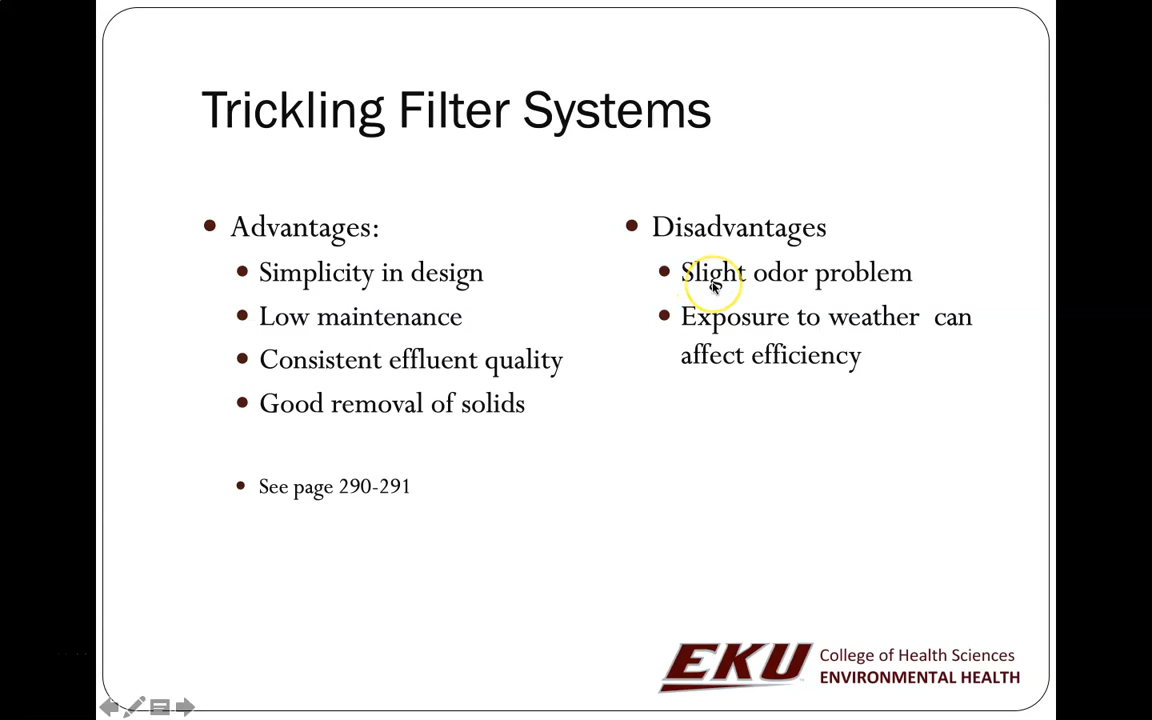 Trickling Filter Systems
Advantages:
Simplicity in design
Low maintenance
Consistent effluent quality
Good removal of solids
See page 290-291
Disadvantages
Slight odor problem
Exposure to weather can
affect efficiency
EKU
College of Health Sciences
ENVIRONMENTAL HEALTH